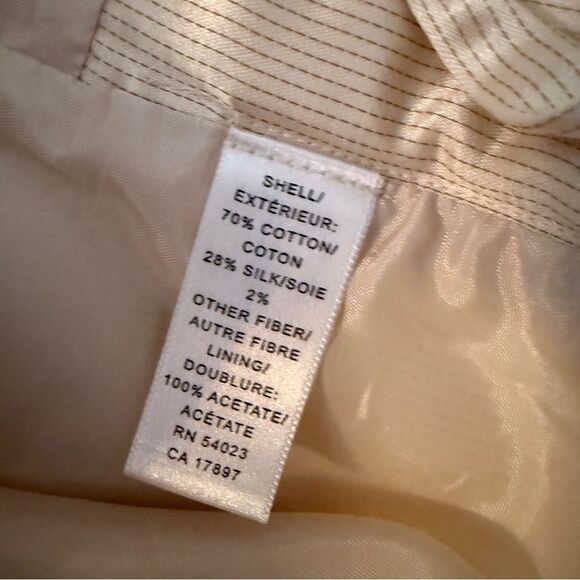 SHELL/
EXTÉRIEUR:
70% COTTON/
COTON
28% SILK/SOIE
2%
OTHER FIBER/
AUTRE FIBRE
LINING/
DOUBLURE:
100% ACETATE/
ACÉTATE
RN 54023
CA 17897